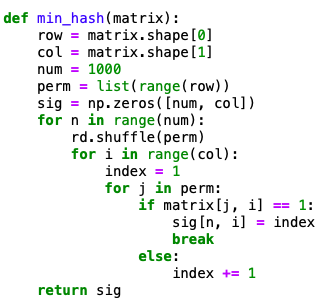 def min_hash(matrix):
    row = matrix.shape[0]
    col = matrix.shape[1]
    num = 1000
    perm = list(range(row))
    sig = np.zeros([num, col])
    for n in range(num):
        rd.shuffle(perm)
        for i in range(col):
            index = 1
            for j in perm:
                if matrix[j, i] == 1:
                    sig[n, i] = index
                    break
                else:
                    index += 1
    return sig